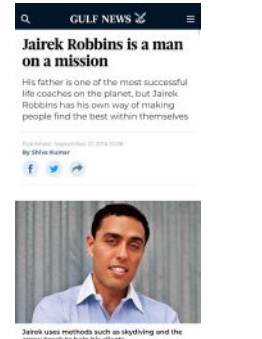 GULF NEWS
Jairek Robbins is a man
on a mission
His father is one of the most successful
life coaches on the planet, but Jairek
Robbins has his own way of making
people find the best within themselves
By Shiva Kumar
Jairek uses methods such as skydiving and the